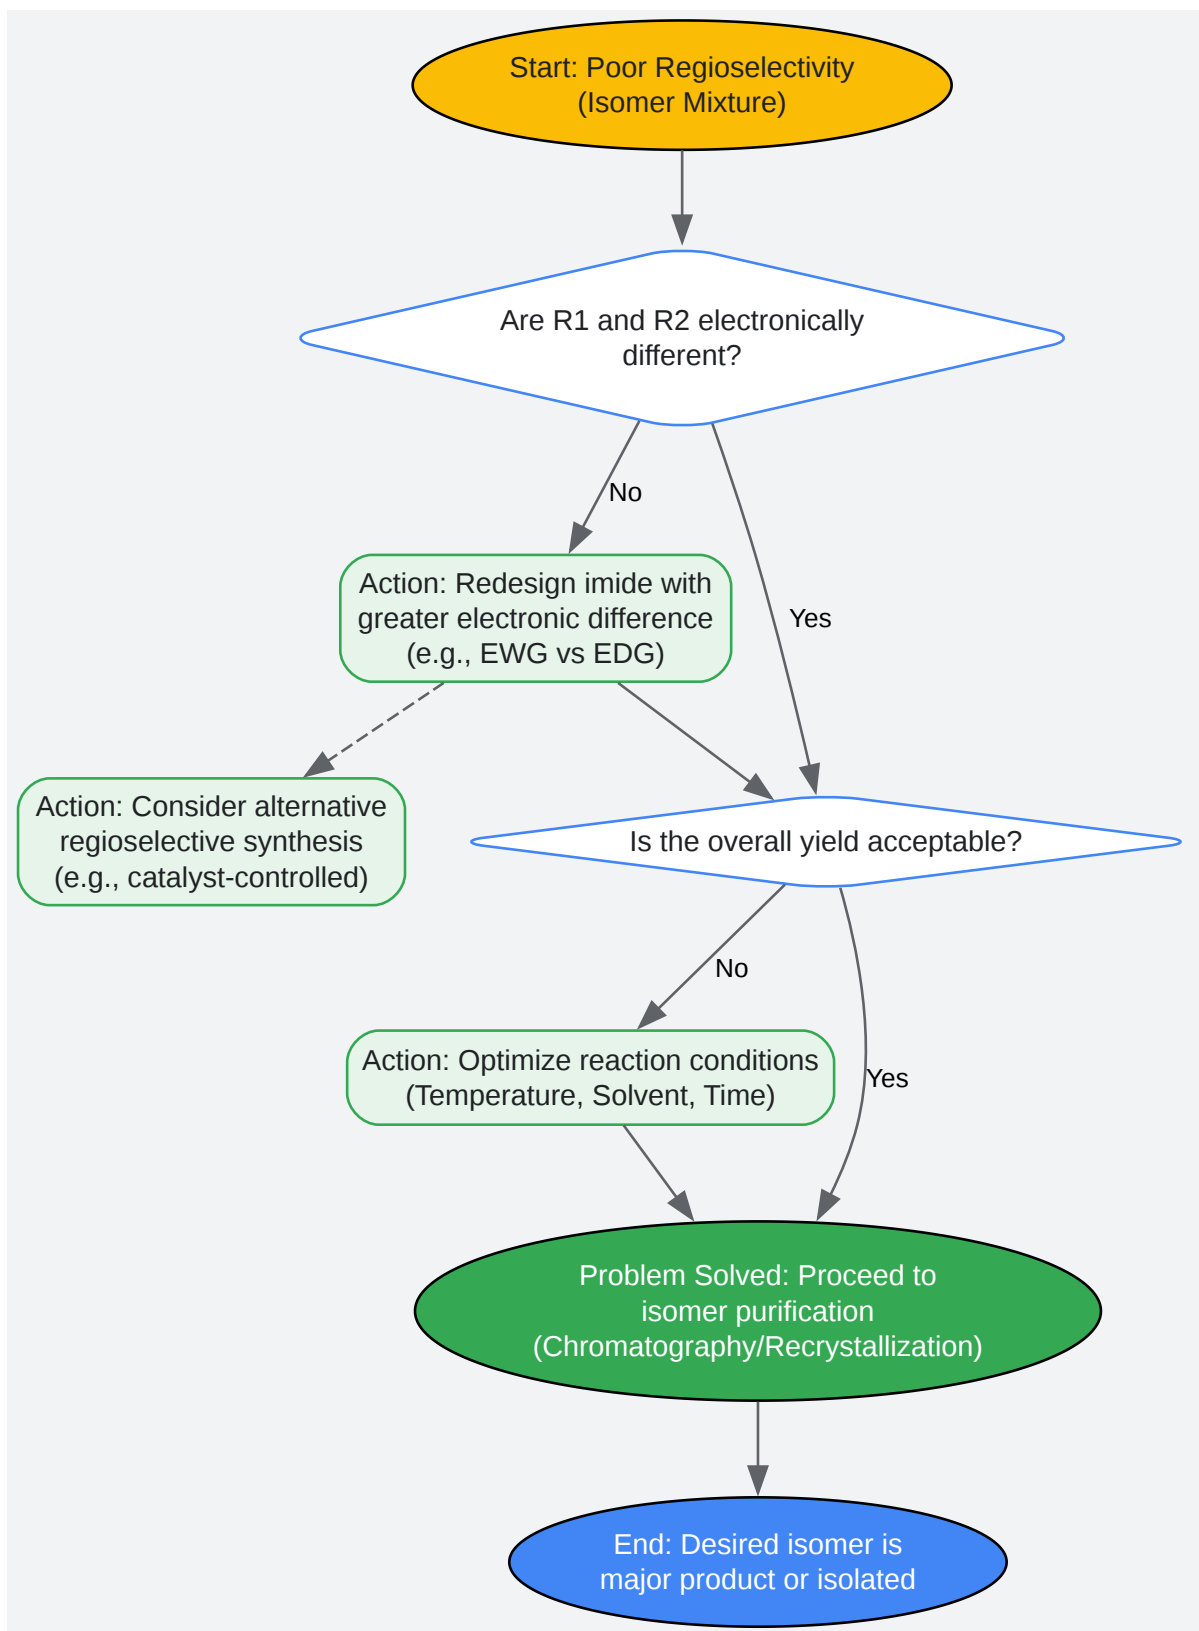 Start: Poor Regioselectivity
(Isomer Mixture)
Are R1 and R2 electronically
different?
No
Yes
Action: Redesign imide with
greater electronic difference
(e.g., EWG vs EDG)
Action: Consider alternative
regioselective synthesis
(e.g., catalyst-controlled)
Is the overall yield acceptable?
No
Yes
Action: Optimize reaction conditions
(Temperature, Solvent, Time)
Problem Solved: Proceed to
isomer purification
(Chromatography/Recrystallization)
End: Desired isomer is
major product or isolated